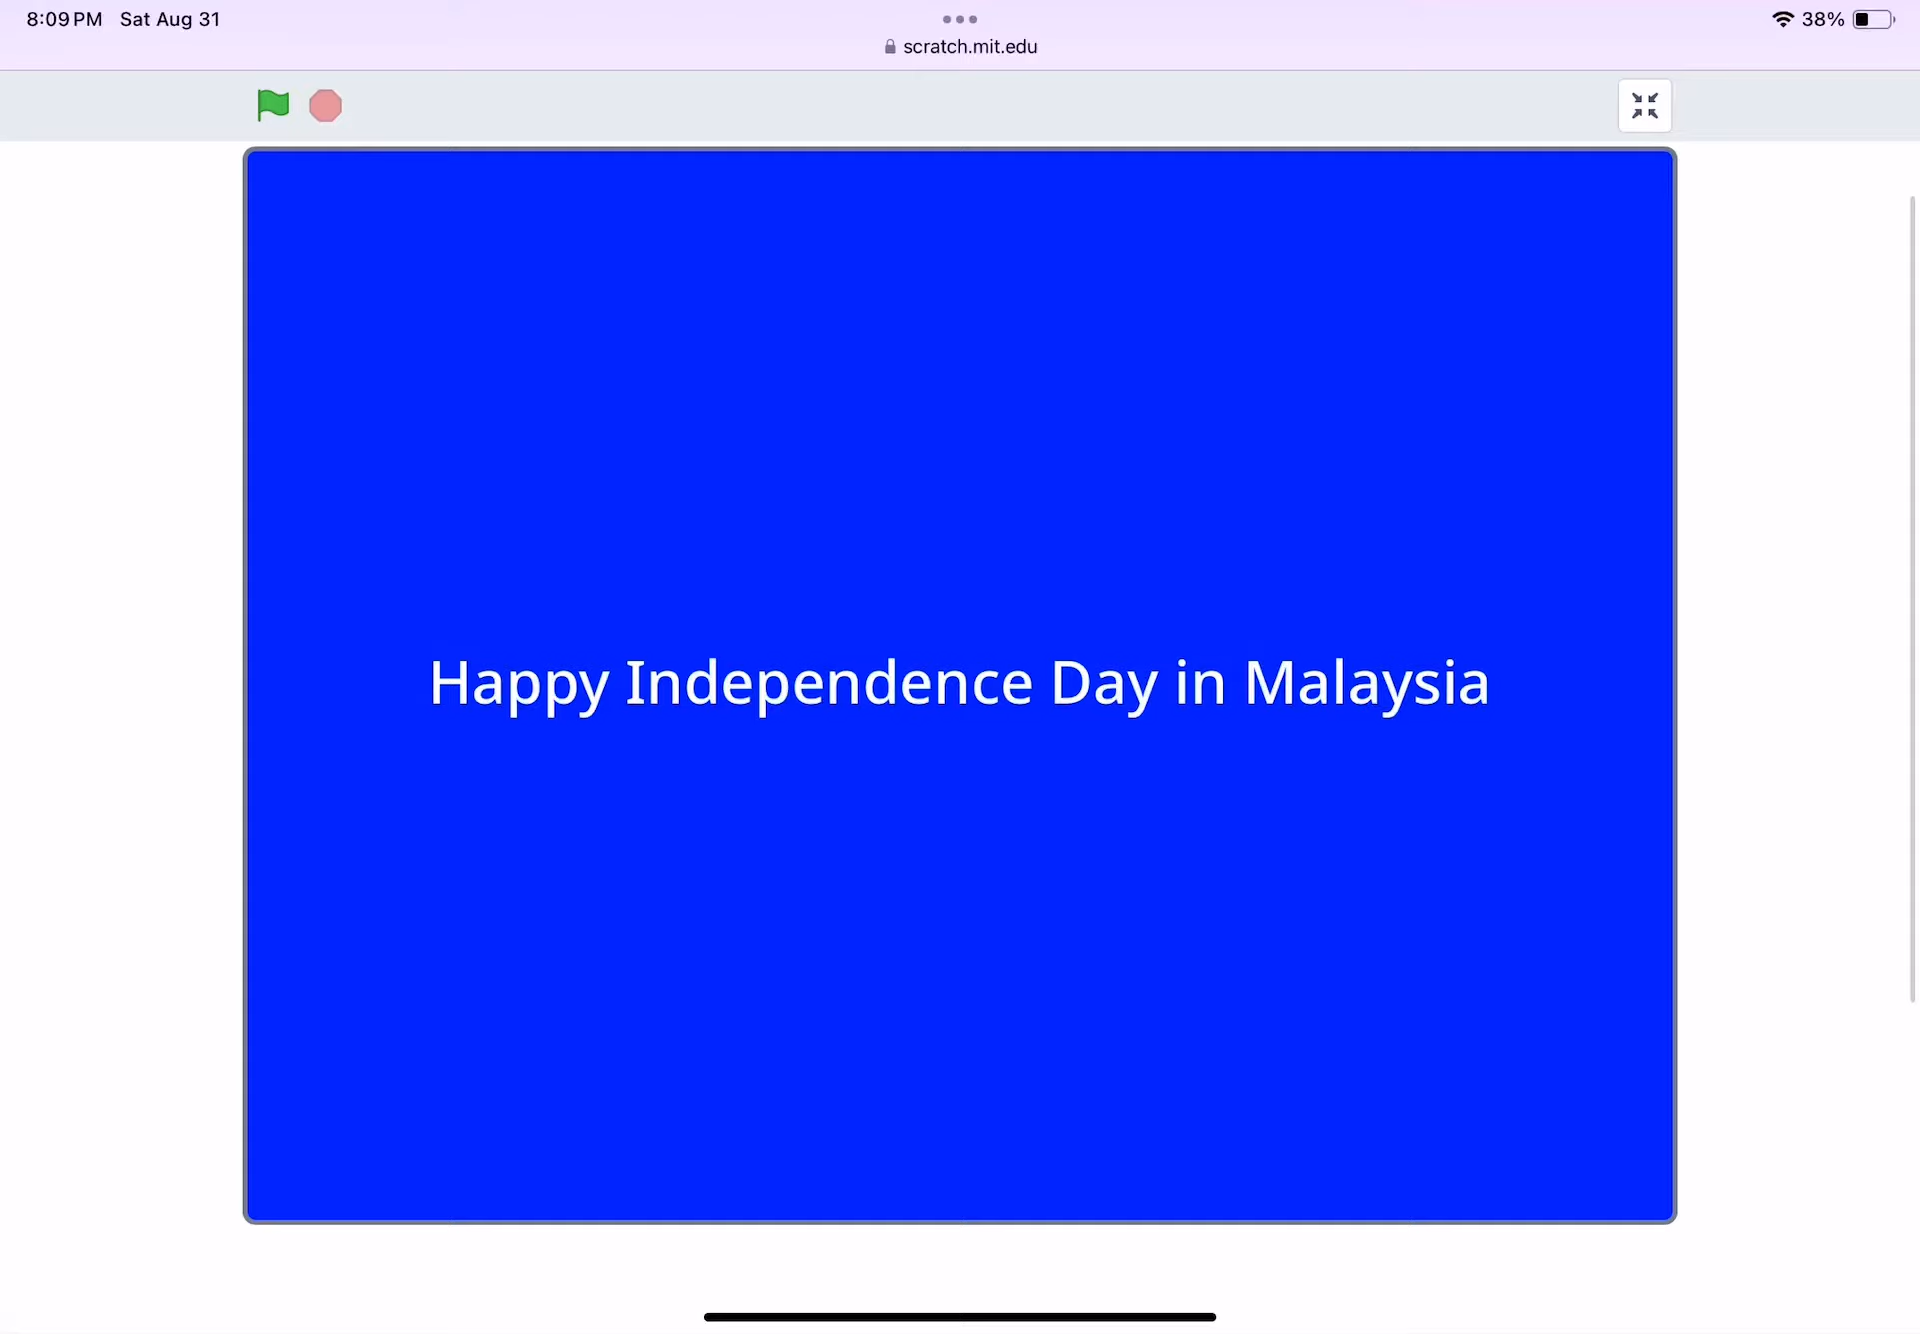 8:09 PM Sat Aug 31
38%
scratch.mit.edu
Happy Independence Day in Malaysia